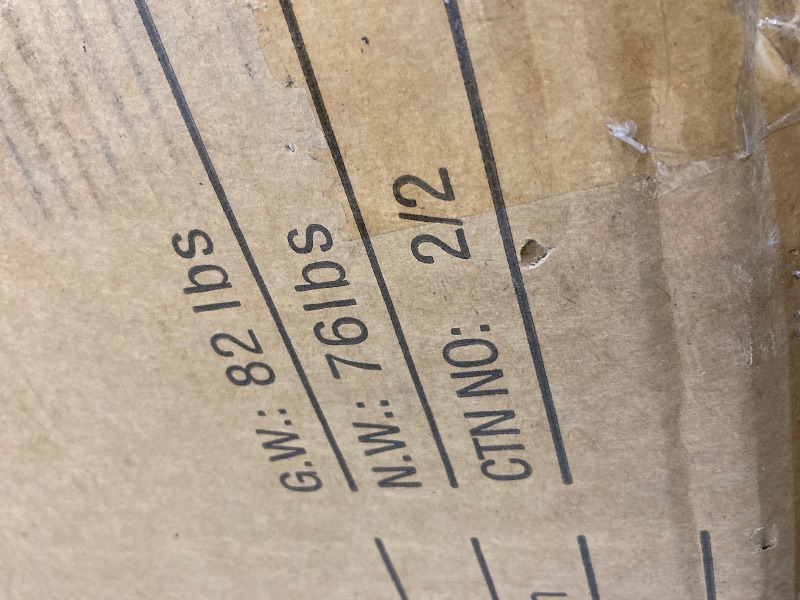 G.W.: 82 lbs
N.W.: 76lbs
CTN NO: 2/2